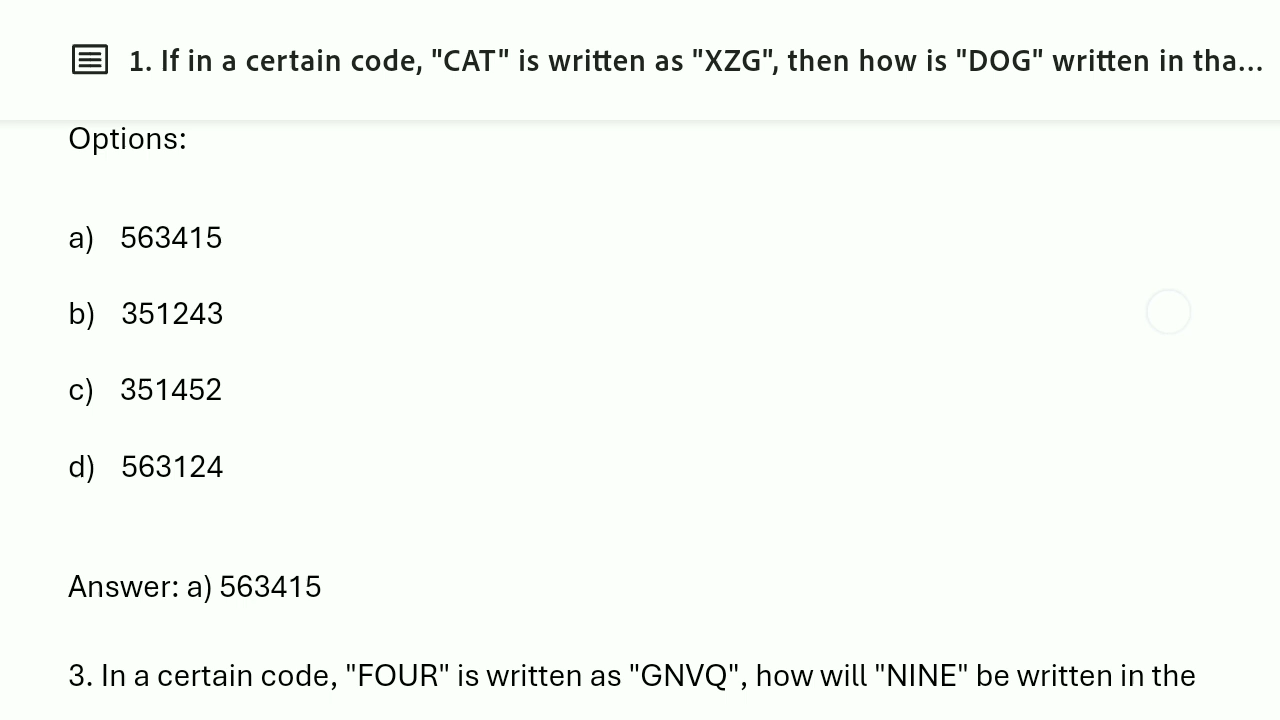 1. If in a certain code, "CAT" is written as "XZG", then how is "DOG" written in tha...
Options:
a) 563415
b) 351243
c) 351452
d) 563124
Answer: a) 563415
3. In a certain code, "FOUR" is written as "GNVQ", how will "NINE" be written in the